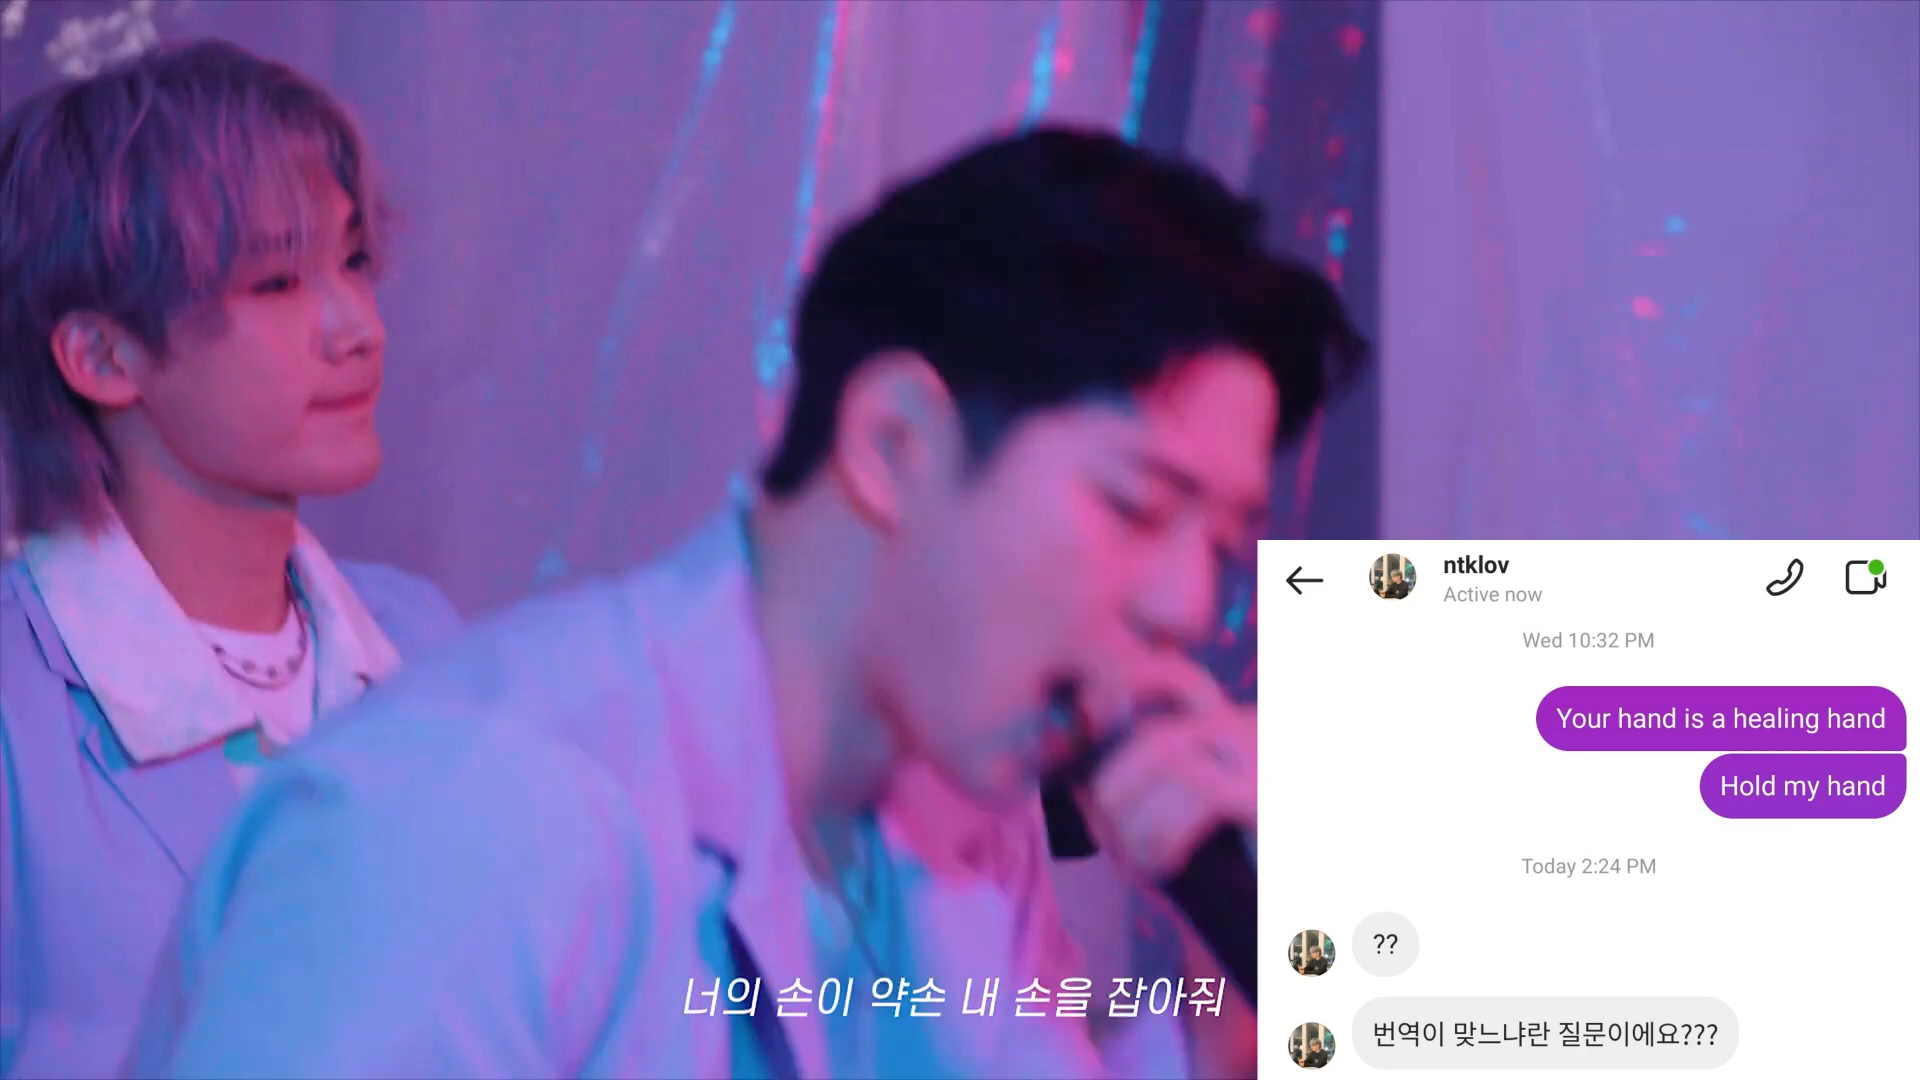 너의 손이 약손 내 손을 잡아줘
ntklov
Active now
Wed 10:32 PM
Your hand is a healing hand
Hold my hand
Today 2:24 PM
??
번역이 맞느냐란 질문이에요???